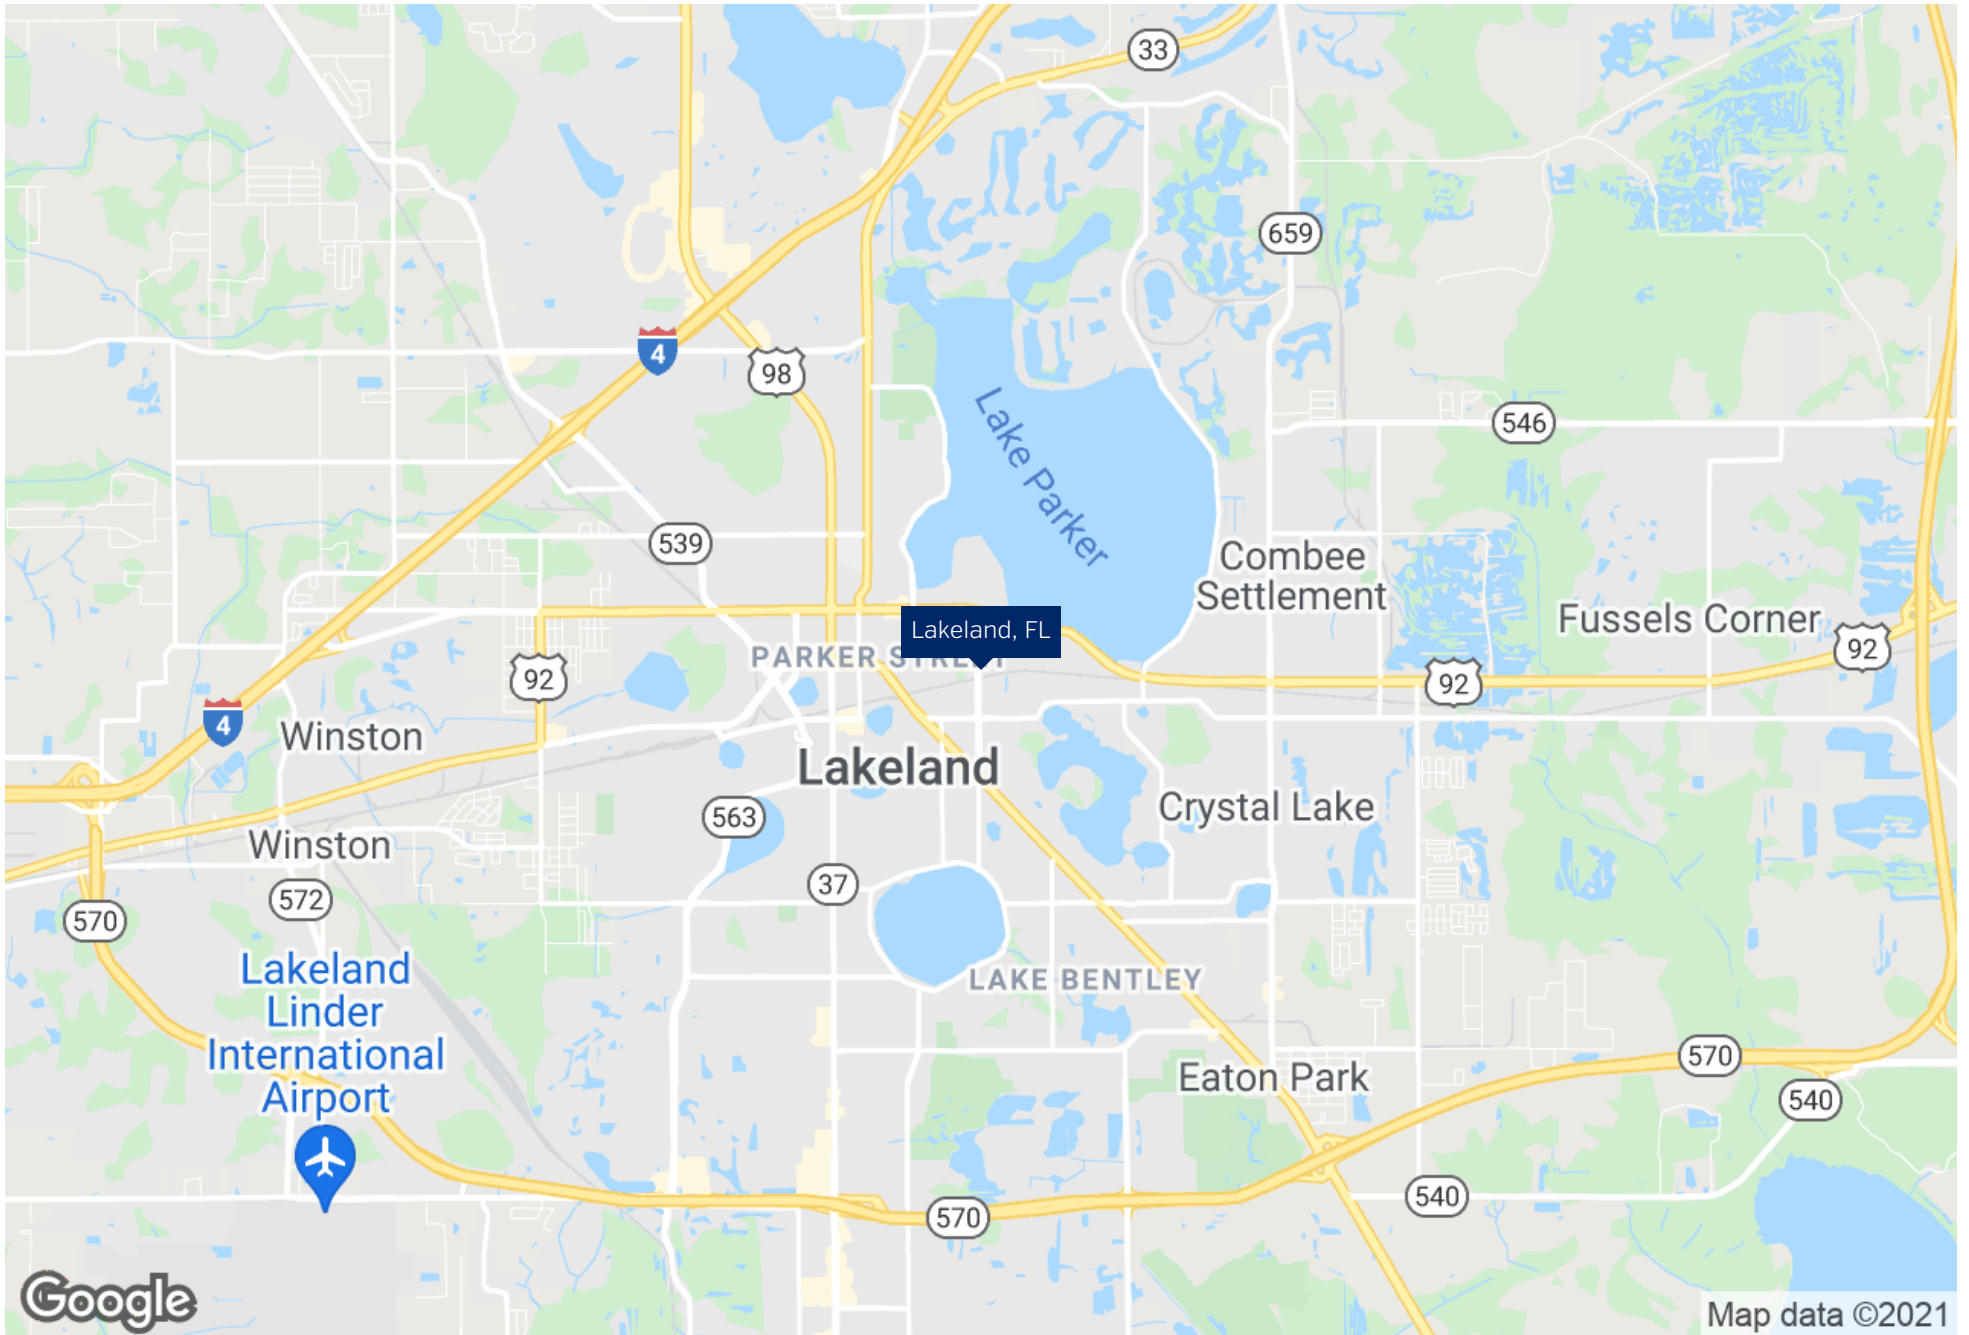 33
659
4
98
546
Lake Parker
539
Combee
Settlement
Fussels Corner
Lakeland, FL
92
PARKER STREET
92
92
4
Winston
Lakeland
563
Crystal Lake
Winston
37
572
570
Lakeland
Linder
International
Airport
LAKE BENTLEY
570
Eaton Park
540
540
570
Google
Map data ©2021